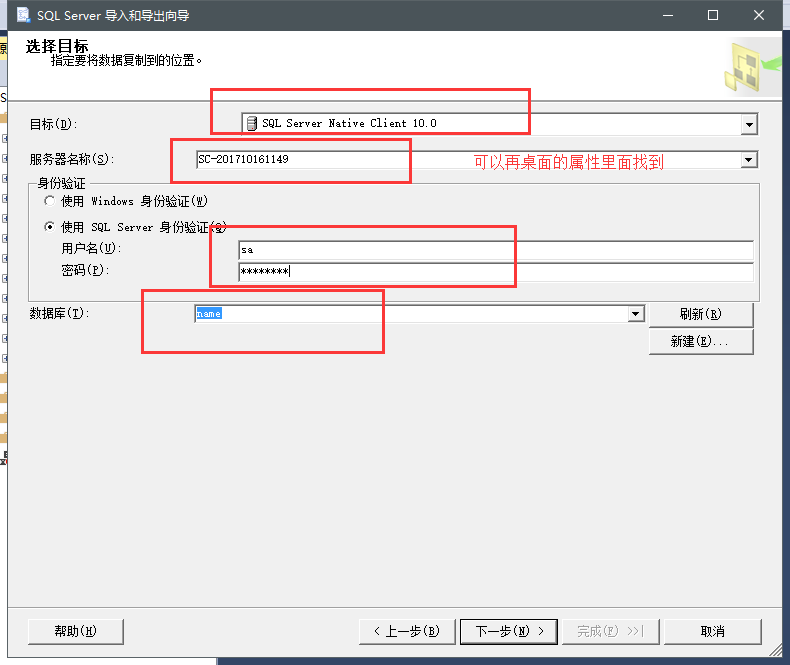 SQL Server 导入和导出向导
选择目标
指定要将数据复制到的位置。
目标(D):
SQL Server Native Client 10.0
服务器名称(S):
SC-201710161149
可以再桌面的属性里面找到
身份验证
使用 Windows 身份验证(W)
使用 SQL Server 身份验证(Q)
用户名(U):
sa
密码(P):
********
数据库(T):
name
刷新(R)
新建(E)...
帮助(H)
< 上一步(B)
下一步(N) >
完成(F) >>|
取消